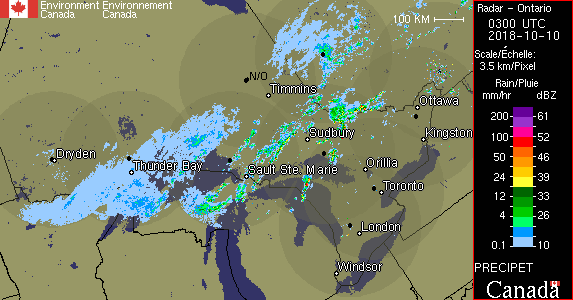 Environment Environnement
Canada Canada
100 KM
N/O
Timmins
Ottawa
Sudbury
Kingston
Dryden
Thunder Bay
Sault Ste. Marie
Orillia
Toronto
London
Windsor
Radar - Ontario
0300 UTC
2018-10-10
Scale/Échelle:
3.5 km/Pixel
Rain/Pluie
mm/hr dBZ
200 61
100 52
50 46
24 39
12 33
4 26
0.1 10
PRECIPET
Canada